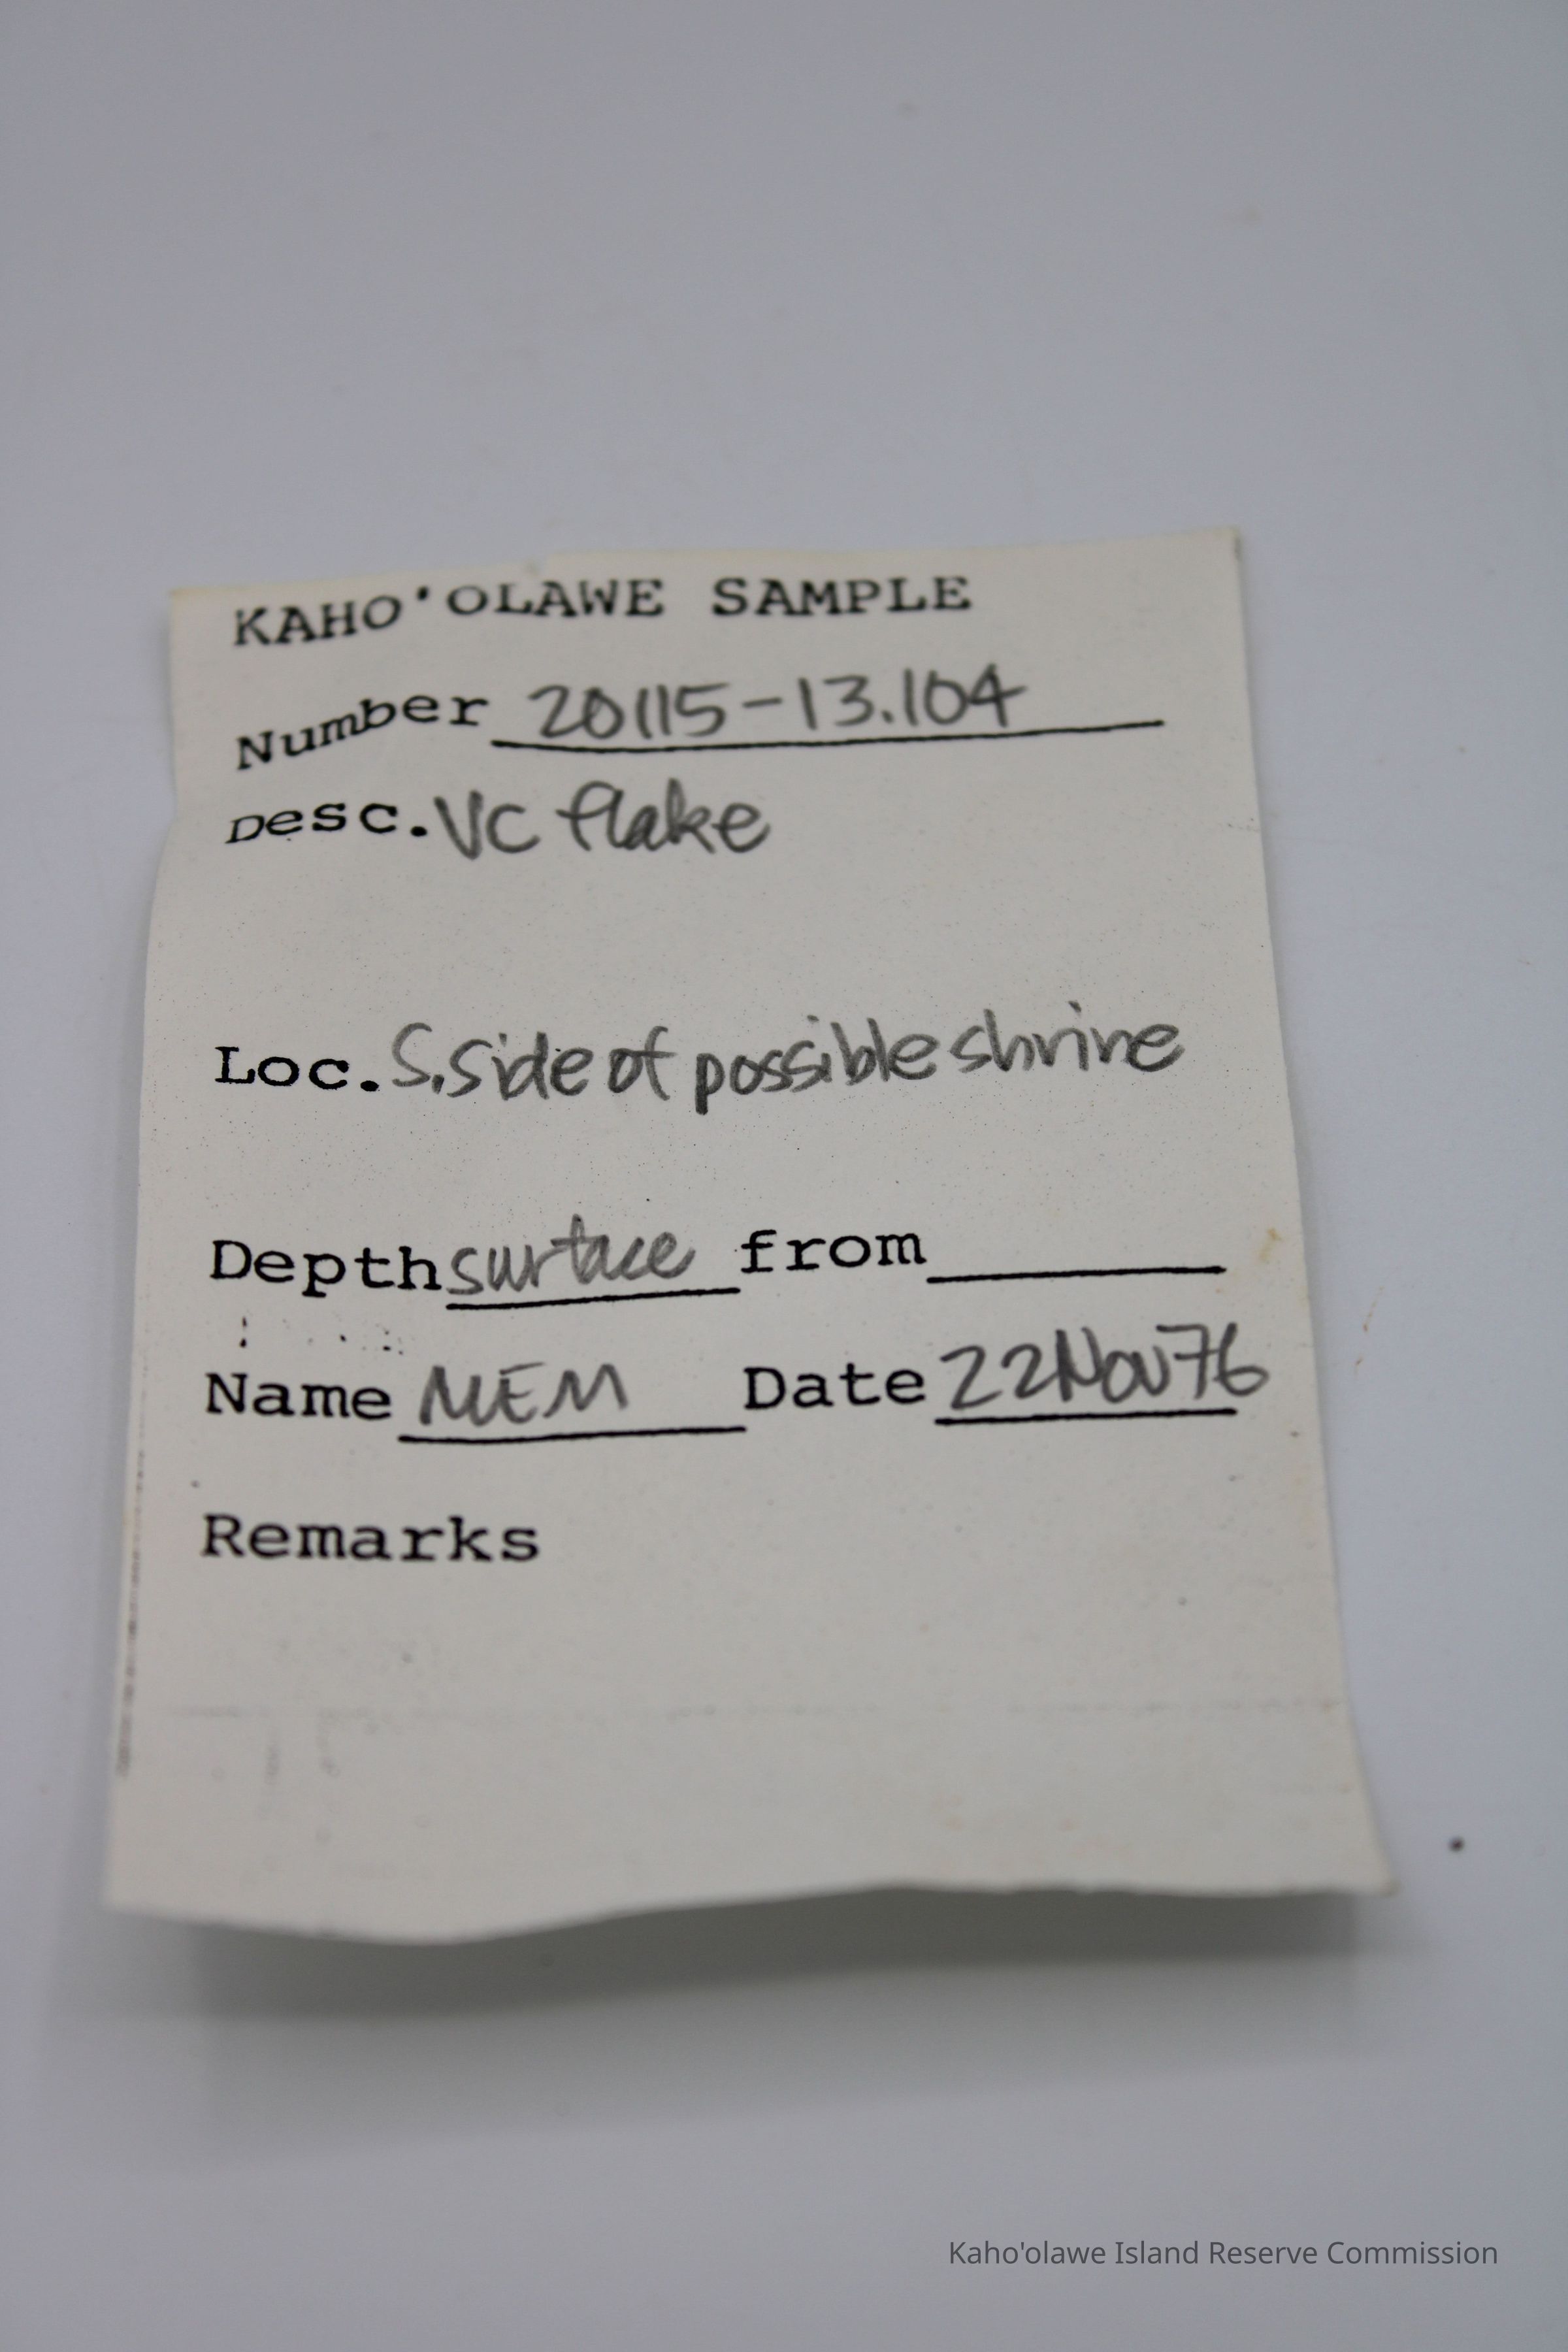 KAHO'OLAWE SAMPLE
Number 20115-13.104
Desc. VC flake
Loc. S. Side of possible shrine
Depth surface from
Name MEM Date 22Nov76
Remarks
Kaho'olawe Island Reserve Commission